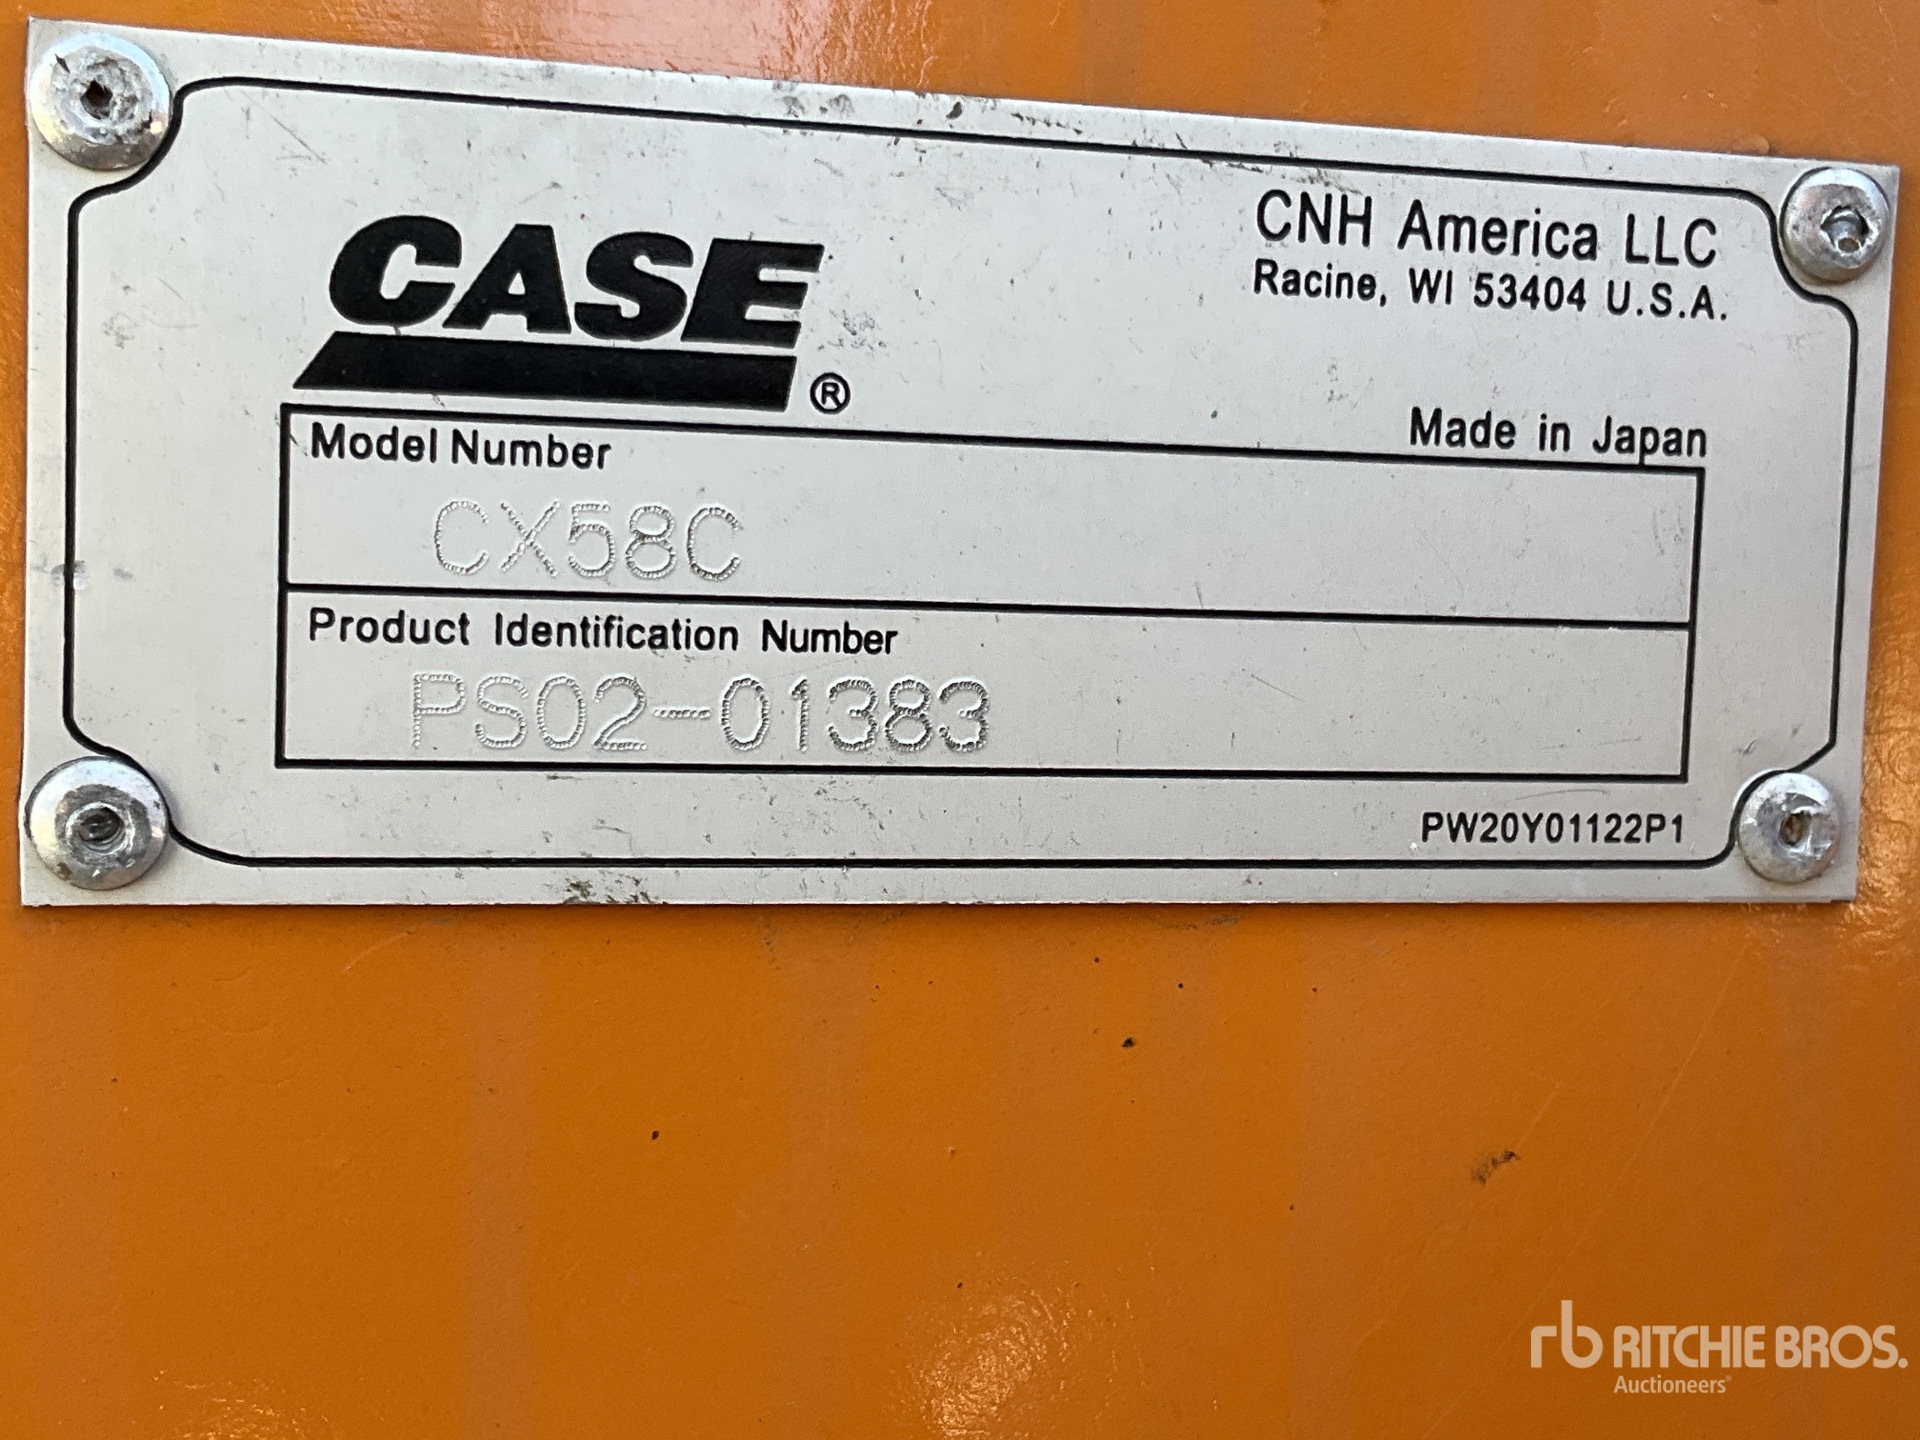 CASE®
CNH America LLC
Racine, WI 53404 U.S.A.
Made in Japan
Model Number
CX58C
Product Identification Number
PS02-01383
PW20Y01122P1
rb RITCHIE BROS.
Auctioneers®